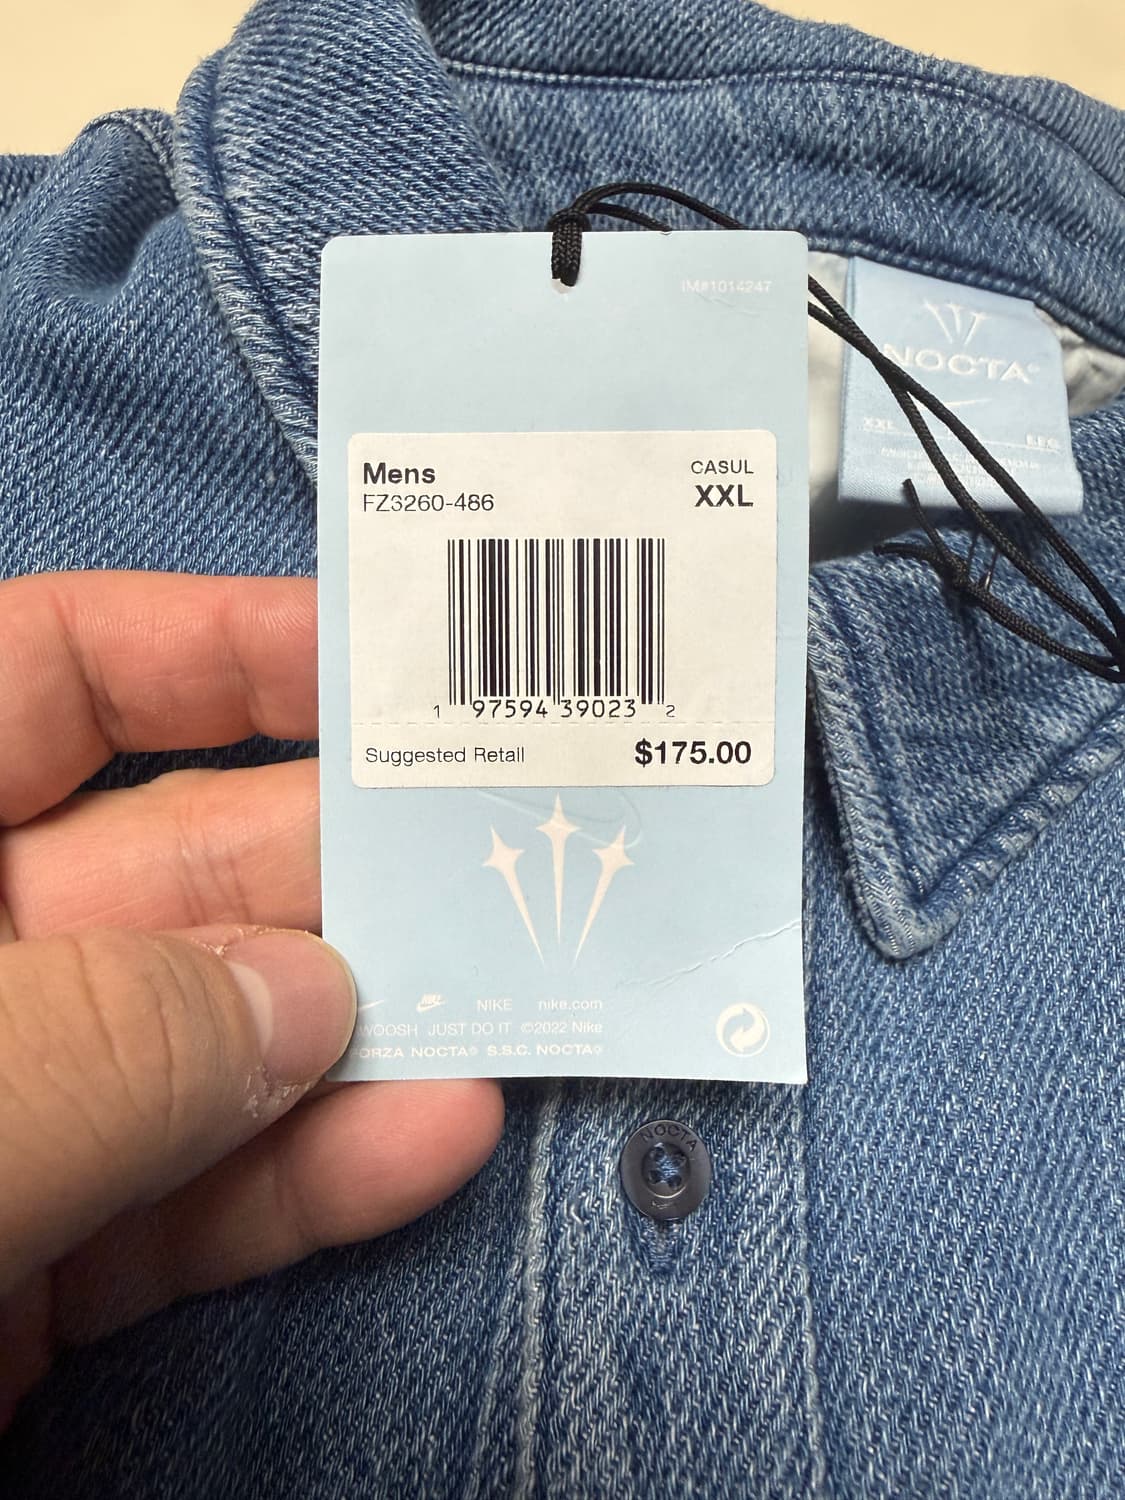 IM#1014247
NOCTA®
XXL
Mens
CASUL
FZ3260-486
XXL
1 97594 39023 2
Suggested Retail
$175.00
NIKE
NIKE nike.com
JUST DO IT ©2022 Nike
NOCTA® S.S.C. NOCTA®
NOCTA